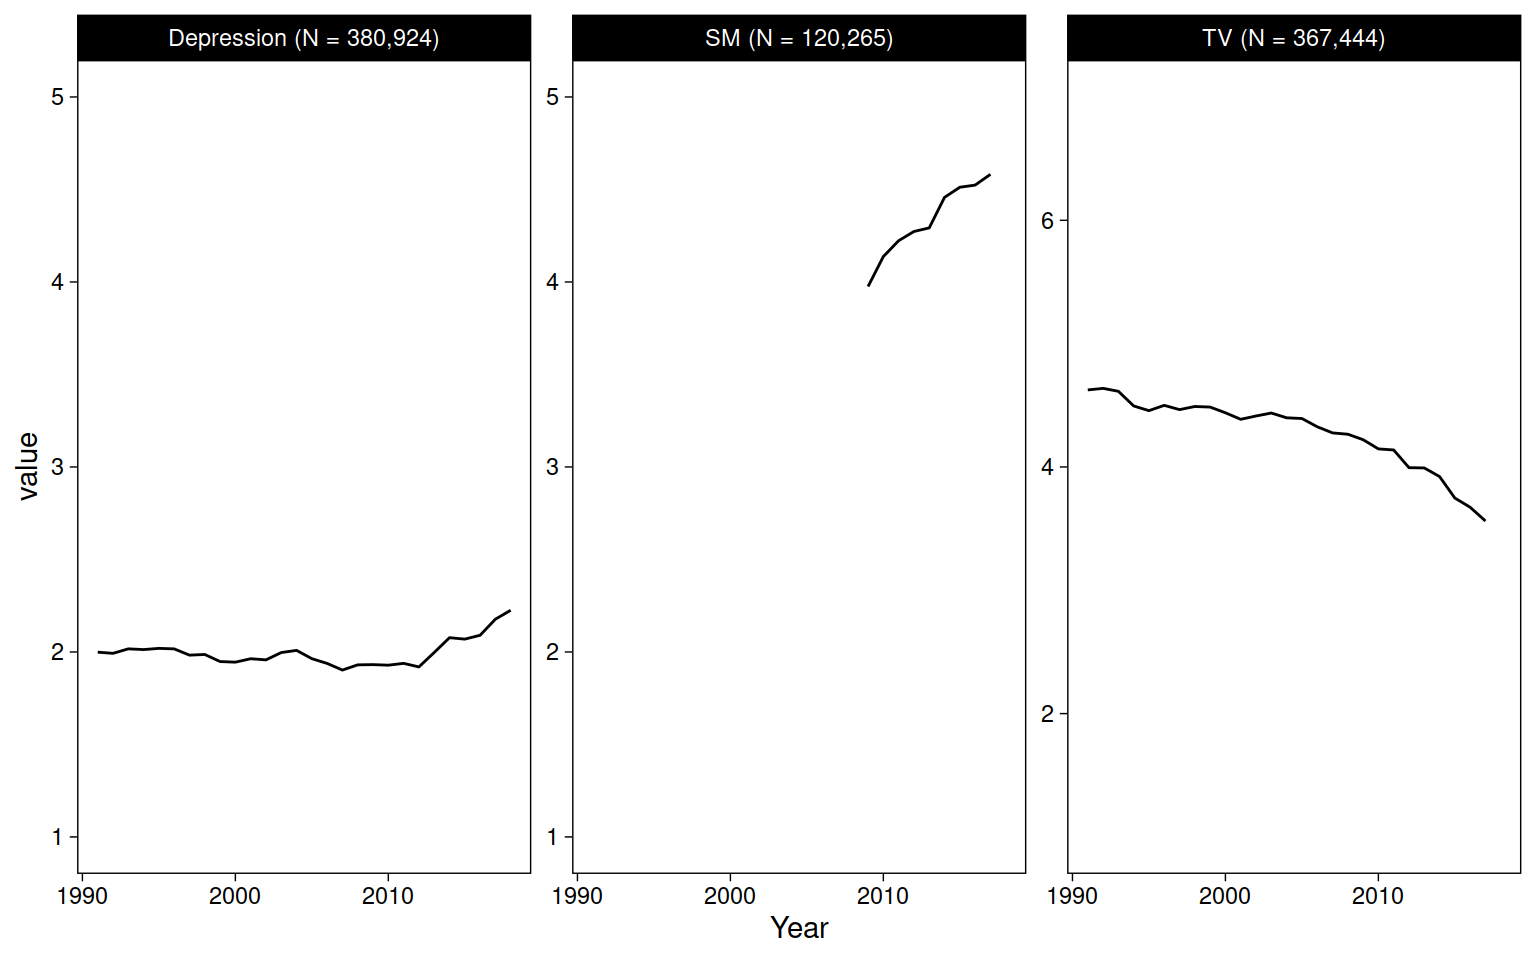 Depression (N = 380,924)
SM (N = 120,265)
TV (N = 367,444)
value
5
4
3
2
1
5
4
3
2
1
6
4
2
1990 2000 2010
1990 2000 2010
1990 2000 2010
Year